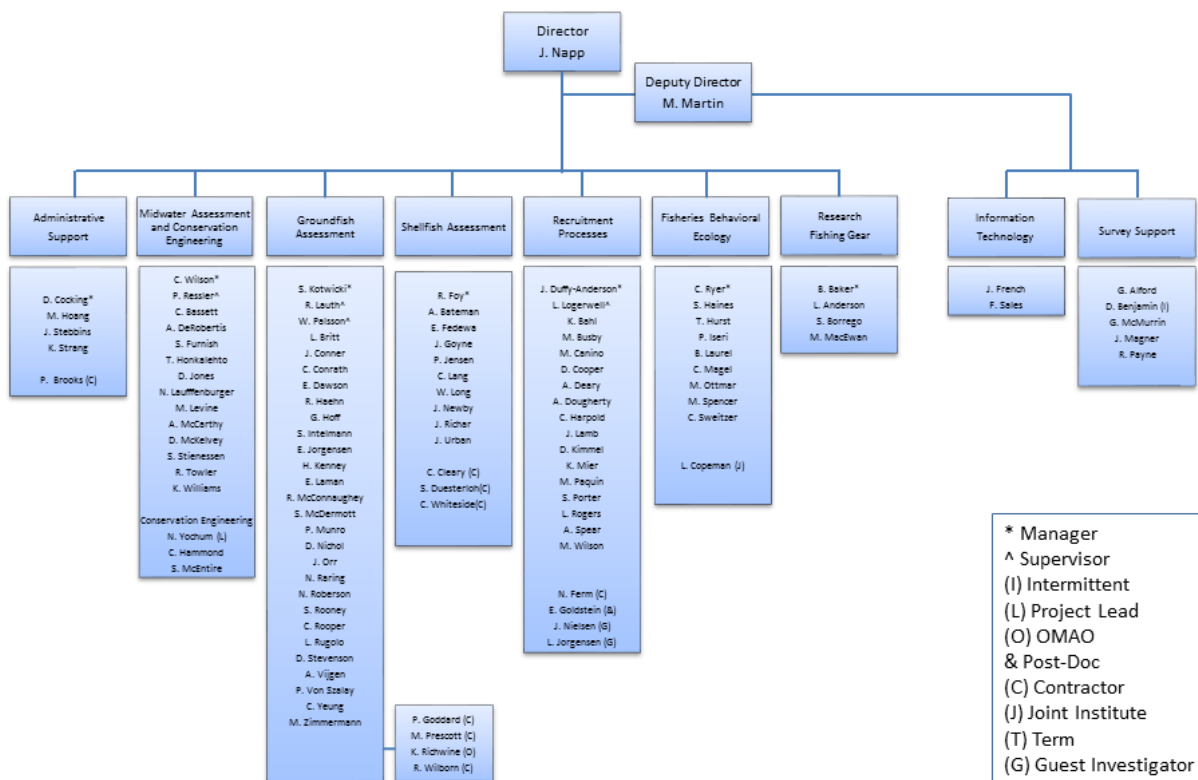 Director
J. Napp
Deputy Director
M. Martin
Administrative
Support
D. Cocking*
M. Hoang
J. Stebbins
K. Strang
P. Brooks (C)
Midwater Assessment
and Conservation
Engineering
C. Wilson*
P. Ressler^
C. Bassett
A. DeRobertis
S. Furnish
T. Honkalehto
D. Jones
N. Laufffenburger
M. Levine
A. McCarthy
D. McKelvey
S. Stienessen
R. Towler
K. Williams
Conservation Engineering
N. Yochum (L)
C. Hammond
S. McEntire
Groundfish
Assessment
S. Kotwicki*
R. Lauth^
W. Palsson^
L. Britt
J. Conner
C. Conrath
E. Dawson
R. Haehn
G. Hoff
S. Intelmann
E. Jorgensen
H. Kenney
E. Laman
R. McConnaughey
S. McDermott
P. Munro
D. Nichol
J. Orr
N. Raring
N. Roberson
S. Rooney
C. Rooper
L. Rugolo
D. Stevenson
A. Vijgen
P. Von Szalay
C. Yeung
M. Zimmermann
P. Goddard (C)
M. Prescott (C)
K. Richwine (O)
R. Wilborn (C)
Shellfish Assessment
R. Foy*
A. Bateman
E. Fedewa
J. Goyne
P. Jensen
C. Lang
W. Long
J. Newby
J. Richar
J. Urban
C. Cleary (C)
S. Duesterloh(C)
C. Whiteside(C)
Recruitment
Processes
J. Duffy-Anderson*
L. Logerwell^
K. Bahl
M. Busby
M. Canino
D. Cooper
A. Deary
A. Dougherty
C. Harpold
J. Lamb
D. Kimmel
K. Mier
M. Paquin
S. Porter
L. Rogers
A. Spear
M. Wilson
N. Ferm (C)
E. Goldstein (&)
J. Nielsen (G)
L. Jorgensen (G)
Fisheries Behavioral
Ecology
C. Ryer*
S. Haines
T. Hurst
P. Iseri
B. Laurel
C. Magel
M. Ottmar
M. Spencer
C. Sweitzer
L. Copeman (J)
Research
Fishing Gear
B. Baker*
L. Anderson
S. Borrego
M. MacEwan
Information
Technology
J. French
F. Sales
Survey Support
G. Alford
D. Benjamin (I)
G. McMurrin
J. Magner
R. Payne
* Manager
^ Supervisor
(I) Intermittent
(L) Project Lead
(O) OMAO
& Post-Doc
(C) Contractor
(J) Joint Institute
(T) Term
(G) Guest Investigator